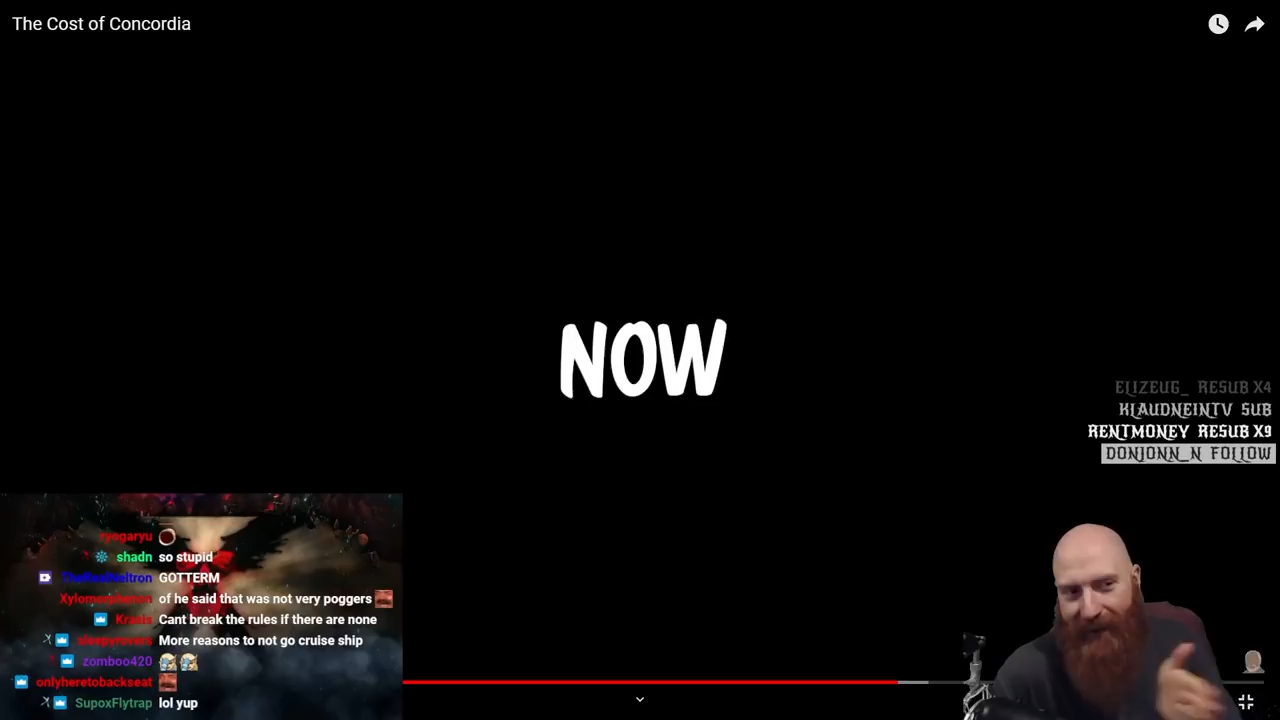 The Cost of Concordia
NOW
ELIZEUG_ RESUB X4
KLAUDNEINTV SUB
RENTMONEY RESUB X9
DONJONN_N FOLLOW
ryogaryu
shadn so stupid
GOTTERM
of he said that was not very poggers
Krasis Cant break the rules if there are none
sleepyrovers More reasons to not go cruise ship
zomboo420
onlyheretobackseat
SupoxFlytrap lol yup